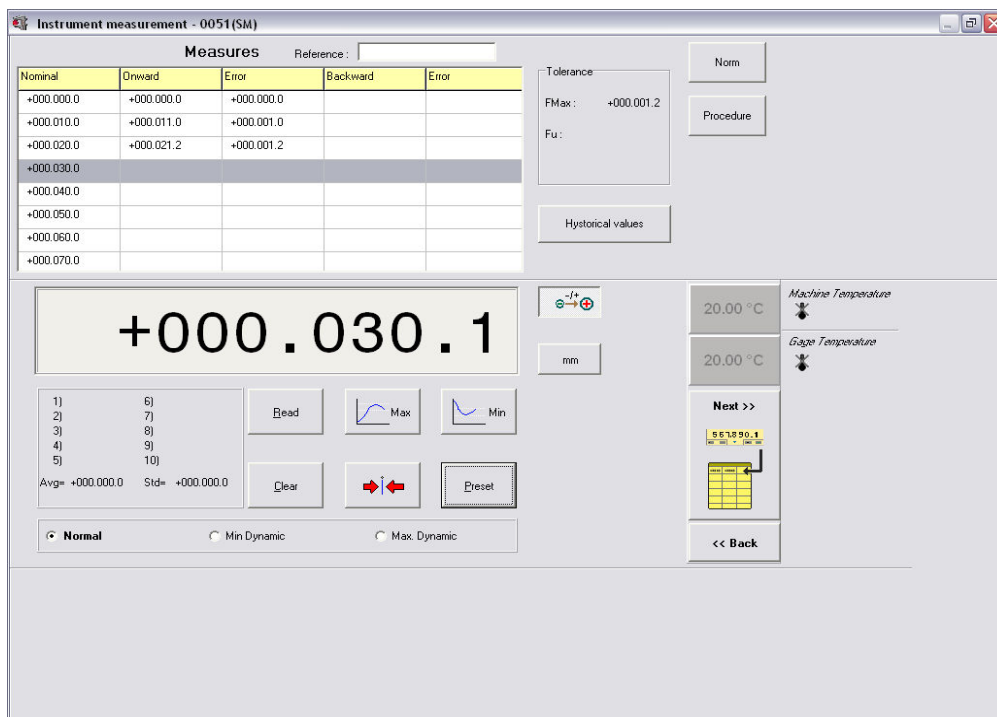 Instrument measurement - 0051(SM)
Measures Reference :
Nominal Onward Error Backward Error
+000.000.0 +000.000.0 +000.000.0
+000.010.0 +000.011.0 +000.001.0
+000.020.0 +000.021.2 +000.001.2
+000.030.0
+000.040.0
+000.050.0
+000.060.0
+000.070.0
Tolerance
FMax : +000.001.2
Fu :
Hystorical values
Norm
Procedure
+000.030.1
-/+
mm
20.00 °C
Machine Temperature
20.00 °C
Gage Temperature
1) 6)
2) 7)
3) 8)
4) 9)
5) 10)
Avg= +000.000.0 Std= +000.000.0
Read Max Min
Clear Preset
Normal Min Dynamic Max. Dynamic
Next >>
557.890.1
<< Back